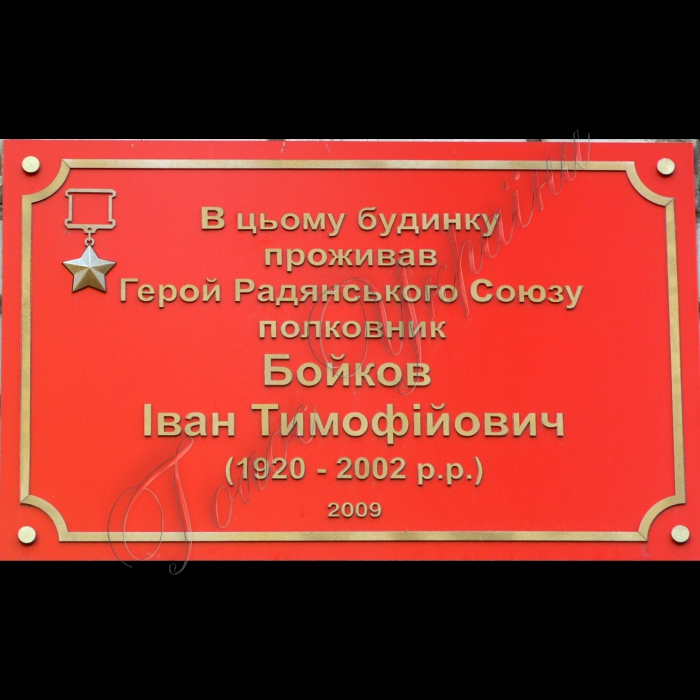 В цьому будинку
проживав
Герой Радянського Союзу
полковник
Бойков
Іван Тимофійович
(1920 - 2002 р.р.)
2009